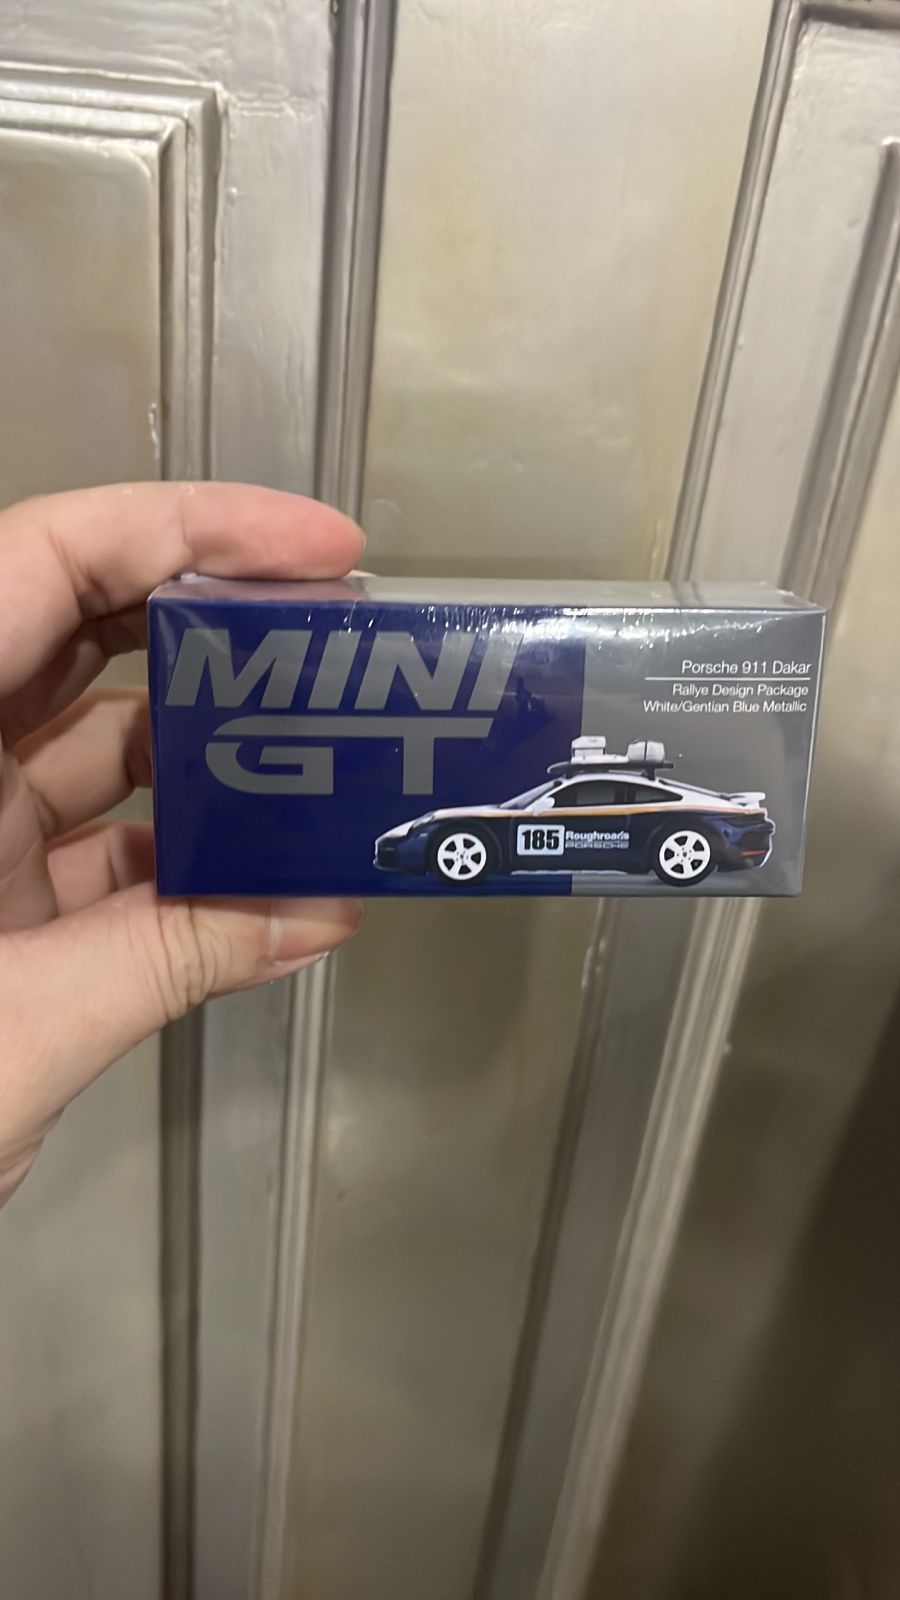 MINI
GT
Porsche 911 Dakar
Rallye Design Package
White/Gentian Blue Metallic
185 Roughroads
PORSCHE